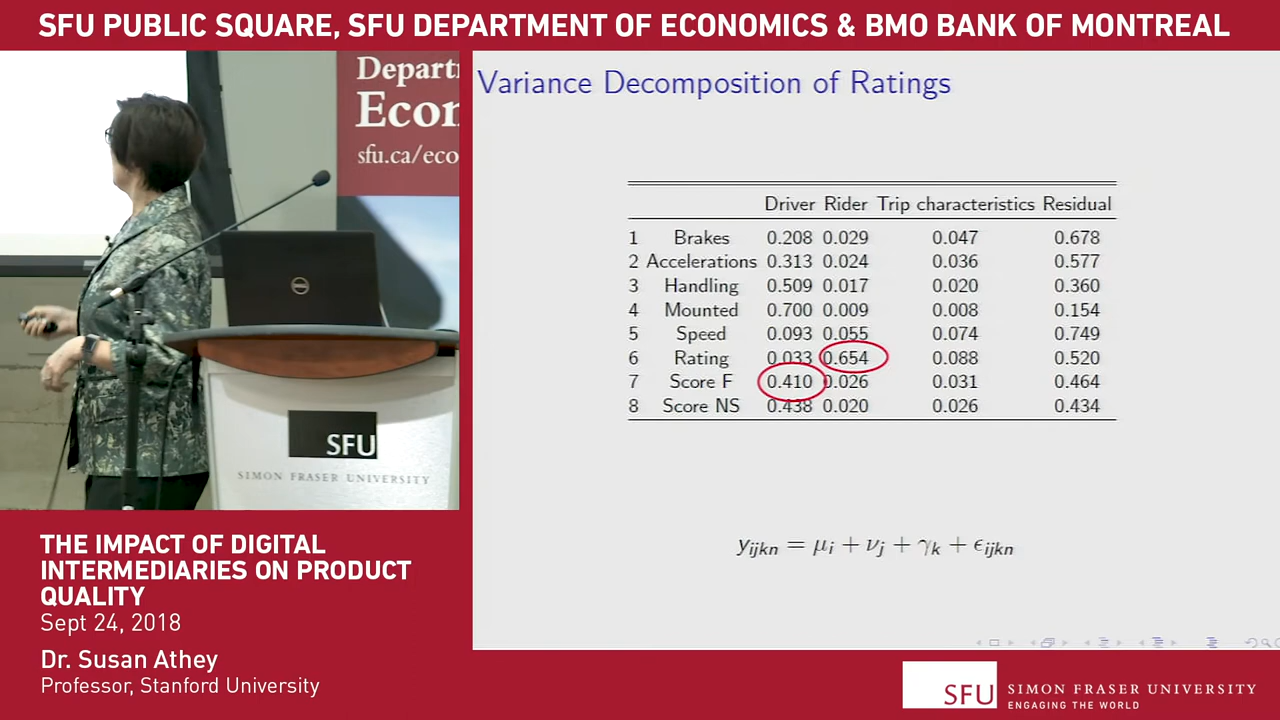 SFU PUBLIC SQUARE, SFU DEPARTMENT OF ECONOMICS & BMO BANK OF MONTREAL
Departm
Econ
sfu.ca/eco
DELL
SFU
SIMON FRASER UNIVERSITY
Variance Decomposition of Ratings
Driver Rider Trip characteristics Residual
1 Brakes 0.208 0.029 0.047 0.678
2 Accelerations 0.313 0.024 0.036 0.577
3 Handling 0.509 0.017 0.020 0.360
4 Mounted 0.700 0.009 0.008 0.154
5 Speed 0.093 0.055 0.074 0.749
6 Rating 0.033 0.654 0.088 0.520
7 Score F 0.410 0.026 0.031 0.464
8 Score NS 0.438 0.020 0.026 0.434
y_{ijkn} = μ_i + ν_j + γ_k + ϵ_{ijkn}
THE IMPACT OF DIGITAL
INTERMEDIARIES ON PRODUCT
QUALITY
Sept 24, 2018
Dr. Susan Athey
Professor, Stanford University
SFU
SIMON FRASER UNIVERSITY
ENGAGING THE WORLD